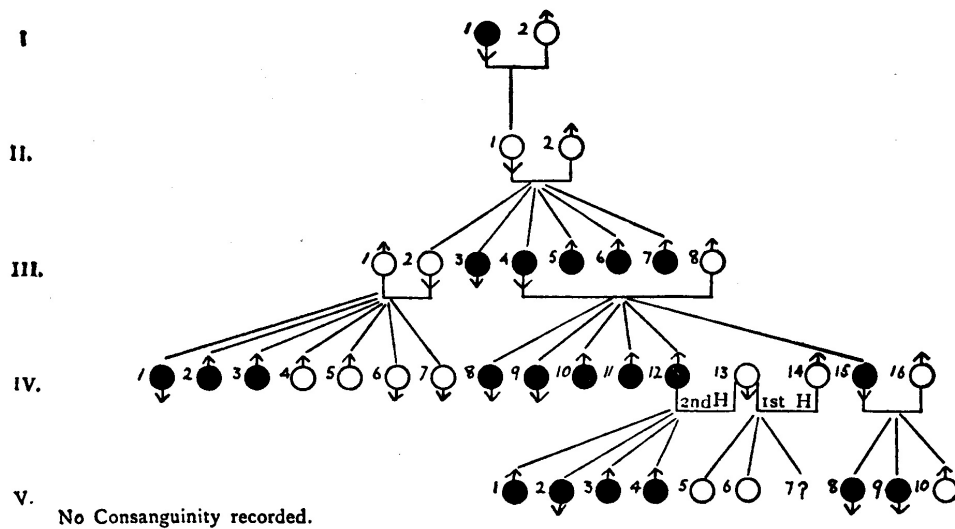 I 1 2
II. 1 2
III. 1 2 3 4 5 6 7 8
IV. 1 2 3 4 5 6 7 8 9 10 11 12 13 14 15 16
2nd H 1st H
V. 1 2 3 4 5 6 7? 8 9 10
No Consanguinity recorded.